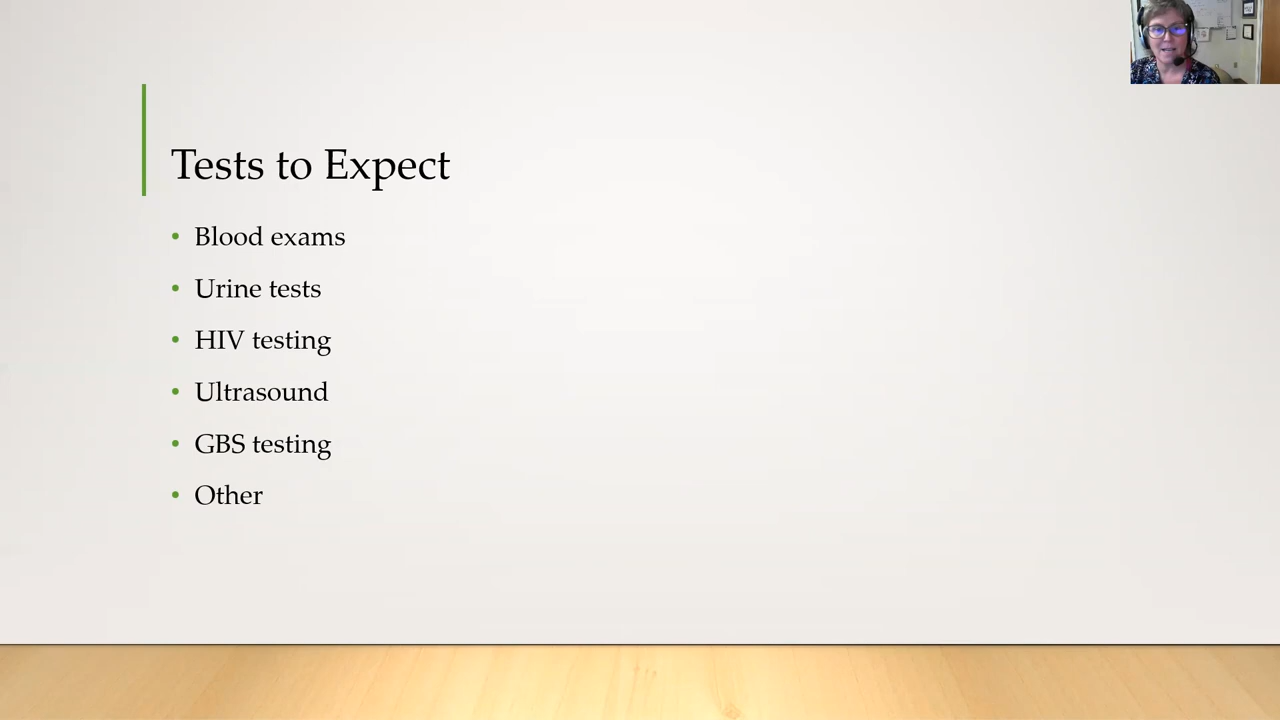 Tests to Expect
• Blood exams
• Urine tests
• HIV testing
• Ultrasound
• GBS testing
• Other